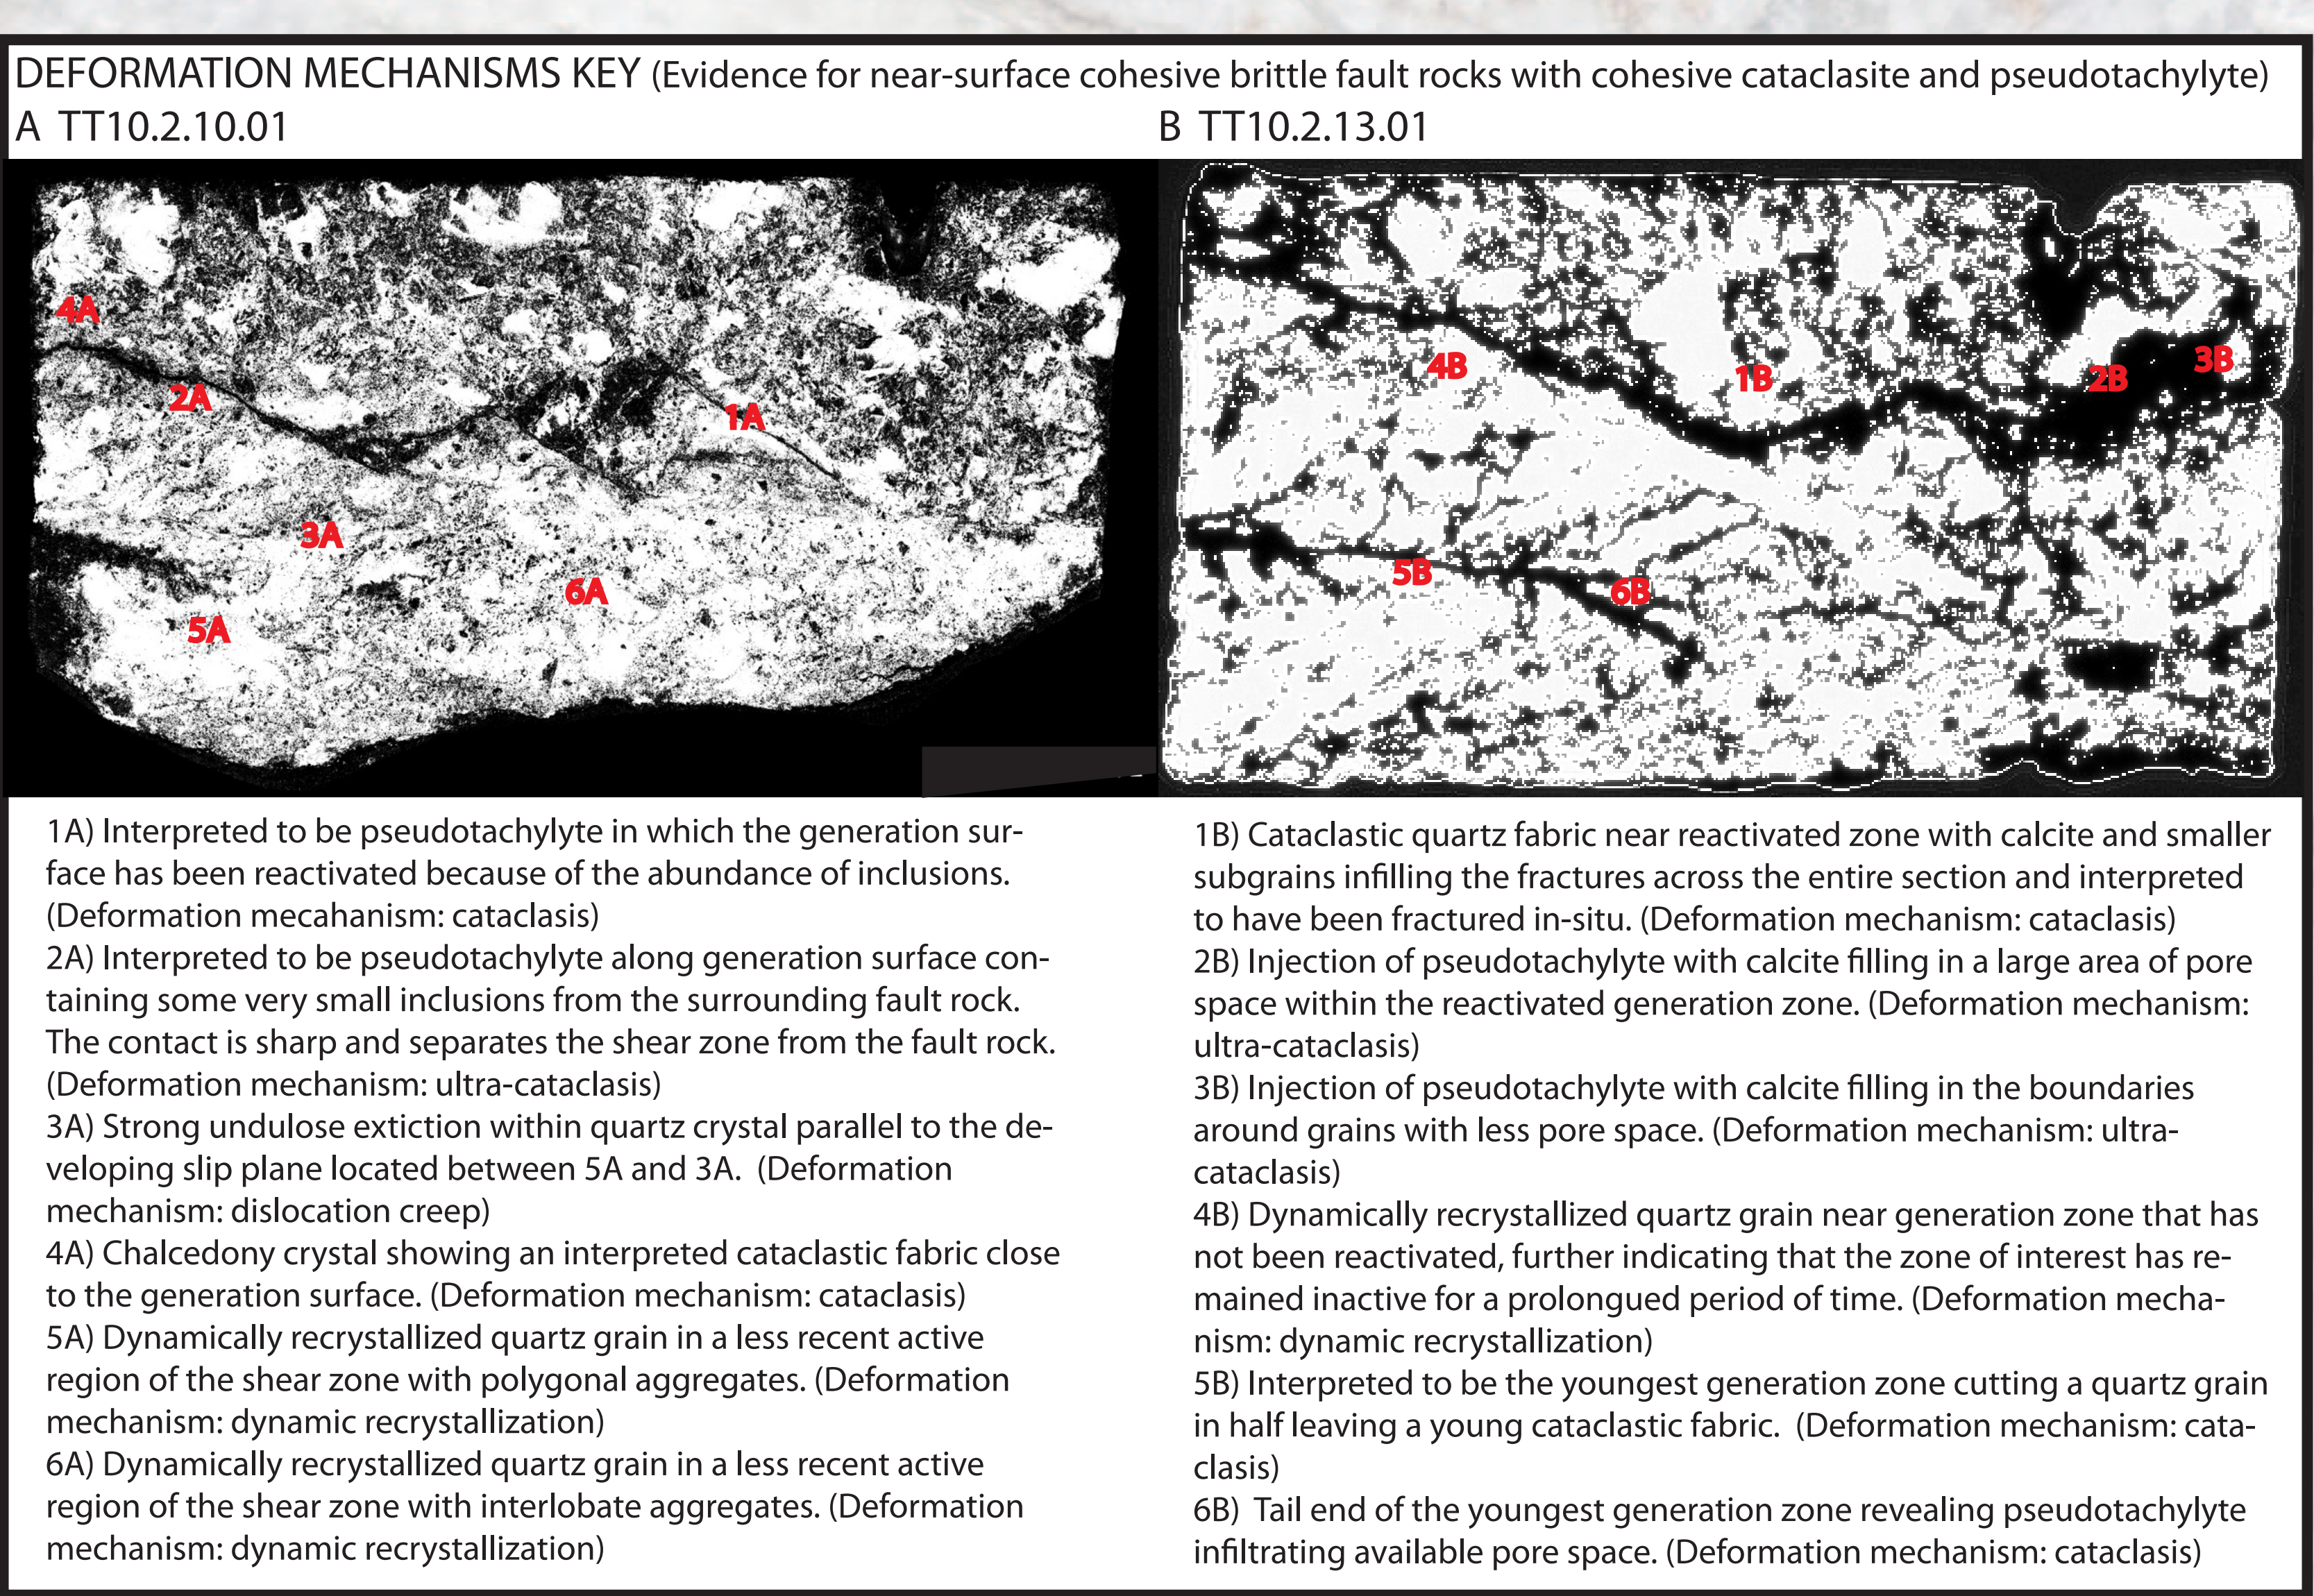 DEFORMATION MECHANISMS KEY (Evidence for near-surface cohesive brittle fault rocks with cohesive cataclasite and pseudotachylyte)
A TT10.2.10.01
B TT10.2.13.01
4A
2A
1A
3A
6A
5A
4B
1B
2B
3B
5B
6B
1A) Interpreted to be pseudotachylyte in which the generation sur-
face has been reactivated because of the abundance of inclusions.
(Deformation mecahanism: cataclasis)
2A) Interpreted to be pseudotachylyte along generation surface con-
taining some very small inclusions from the surrounding fault rock.
The contact is sharp and separates the shear zone from the fault rock.
(Deformation mechanism: ultra-cataclasis)
3A) Strong undulose extiction within quartz crystal parallel to the de-
veloping slip plane located between 5A and 3A. (Deformation
mechanism: dislocation creep)
4A) Chalcedony crystal showing an interpreted cataclastic fabric close
to the generation surface. (Deformation mechanism: cataclasis)
5A) Dynamically recrystallized quartz grain in a less recent active
region of the shear zone with polygonal aggregates. (Deformation
mechanism: dynamic recrystallization)
6A) Dynamically recrystallized quartz grain in a less recent active
region of the shear zone with interlobate aggregates. (Deformation
mechanism: dynamic recrystallization)
1B) Cataclastic quartz fabric near reactivated zone with calcite and smaller
subgrains infilling the fractures across the entire section and interpreted
to have been fractured in-situ. (Deformation mechanism: cataclasis)
2B) Injection of pseudotachylyte with calcite filling in a large area of pore
space within the reactivated generation zone. (Deformation mechanism:
ultra-cataclasis)
3B) Injection of pseudotachylyte with calcite filling in the boundaries
around grains with less pore space. (Deformation mechanism: ultra-
cataclasis)
4B) Dynamically recrystallized quartz grain near generation zone that has
not been reactivated, further indicating that the zone of interest has re-
mained inactive for a prolongued period of time. (Deformation mecha-
nism: dynamic recrystallization)
5B) Interpreted to be the youngest generation zone cutting a quartz grain
in half leaving a young cataclastic fabric. (Deformation mechanism: cata-
clasis)
6B) Tail end of the youngest generation zone revealing pseudotachylyte
infiltrating available pore space. (Deformation mechanism: cataclasis)